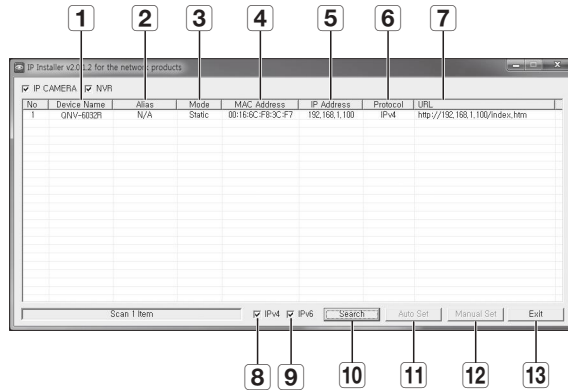 1 2 3 4 5 6 7
IP Installer v2.0.1.2 for the network products
IP CAMERA NVR
No Device Name Alias Mode MAC Address IP Address Protocol URL
1 QNV-6032R N/A Static 00:16:6C:F8:3C:F7 192,168,1,100 IPv4 http://192,168,1,100/index,htm
Scan 1 Item IPv4 IPv6 Search Auto Set Manual Set Exit
8 9 10 11 12 13